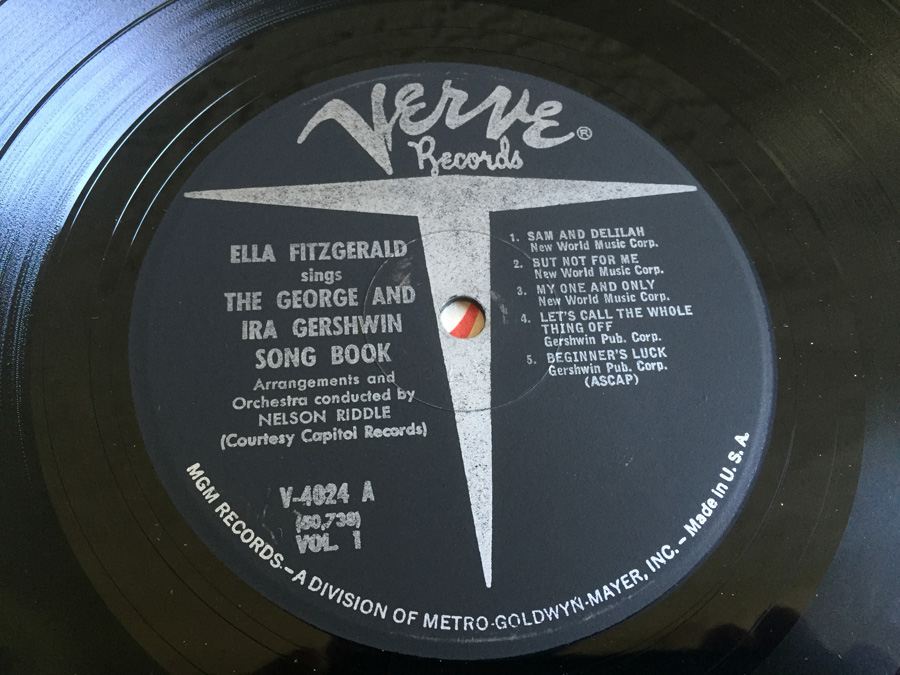 Verve®
Records
ELLA FITZGERALD
sings
THE GEORGE AND
IRA GERSHWIN
SONG BOOK
Arrangements and
Orchestra conducted by
NELSON RIDDLE
(Courtesy Capitol Records)
V-4024 A
(60,738)
VOL. 1
1. SAM AND DELILAH
New World Music Corp.
2. BUT NOT FOR ME
New World Music Corp.
3. MY ONE AND ONLY
New World Music Corp.
4. LET'S CALL THE WHOLE
THING OFF
Gershwin Pub. Corp.
5. BEGINNER'S LUCK
Gershwin Pub. Corp.
(ASCAP)
MGM RECORDS.-A DIVISION OF METRO-GOLDWYN-MAYER, INC. - Made in U. S. A.